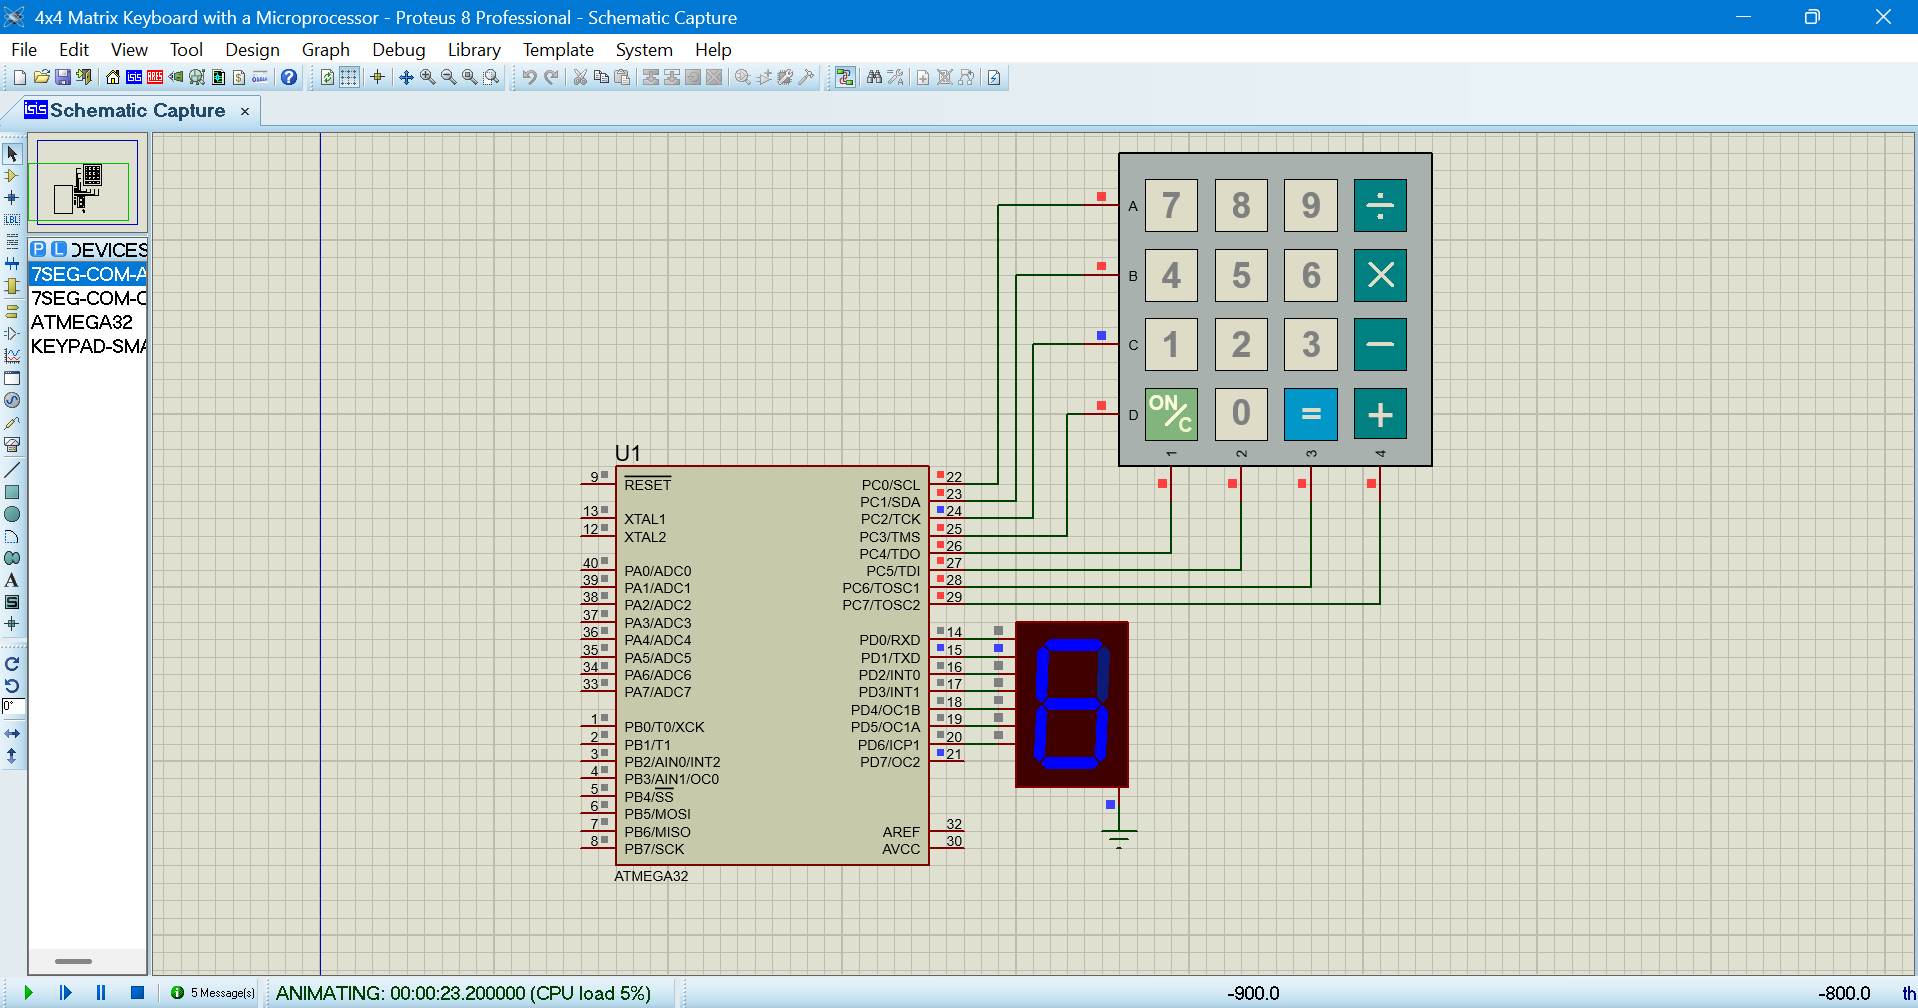 4x4 Matrix Keyboard with a Microprocessor - Proteus 8 Professional - Schematic Capture
File Edit View Tool Design Graph Debug Library Template System Help
isis Schematic Capture ×
P L DEVICES
7SEG-COM-A
7SEG-COM-C
ATMEGA32
KEYPAD-SMA
LBL
A
S
0°
A 7 8 9 ÷
B 4 5 6 ×
C 1 2 3 −
D ON/C 0 = +
1 2 3 4
U1
9 RESET
13 XTAL1
12 XTAL2
40 PA0/ADC0
39 PA1/ADC1
38 PA2/ADC2
37 PA3/ADC3
36 PA4/ADC4
35 PA5/ADC5
34 PA6/ADC6
33 PA7/ADC7
1 PB0/T0/XCK
2 PB1/T1
3 PB2/AIN0/INT2
4 PB3/AIN1/OC0
5 PB4/SS
6 PB5/MOSI
7 PB6/MISO
8 PB7/SCK
PC0/SCL 22
PC1/SDA 23
PC2/TCK 24
PC3/TMS 25
PC4/TDO 26
PC5/TDI 27
PC6/TOSC1 28
PC7/TOSC2 29
PD0/RXD 14
PD1/TXD 15
PD2/INT0 16
PD3/INT1 17
PD4/OC1B 18
PD5/OC1A 19
PD6/ICP1 20
PD7/OC2 21
AREF 32
AVCC 30
ATMEGA32
6
5 Message(s) ANIMATING: 00:00:23.200000 (CPU load 5%) -900.0 -800.0 th